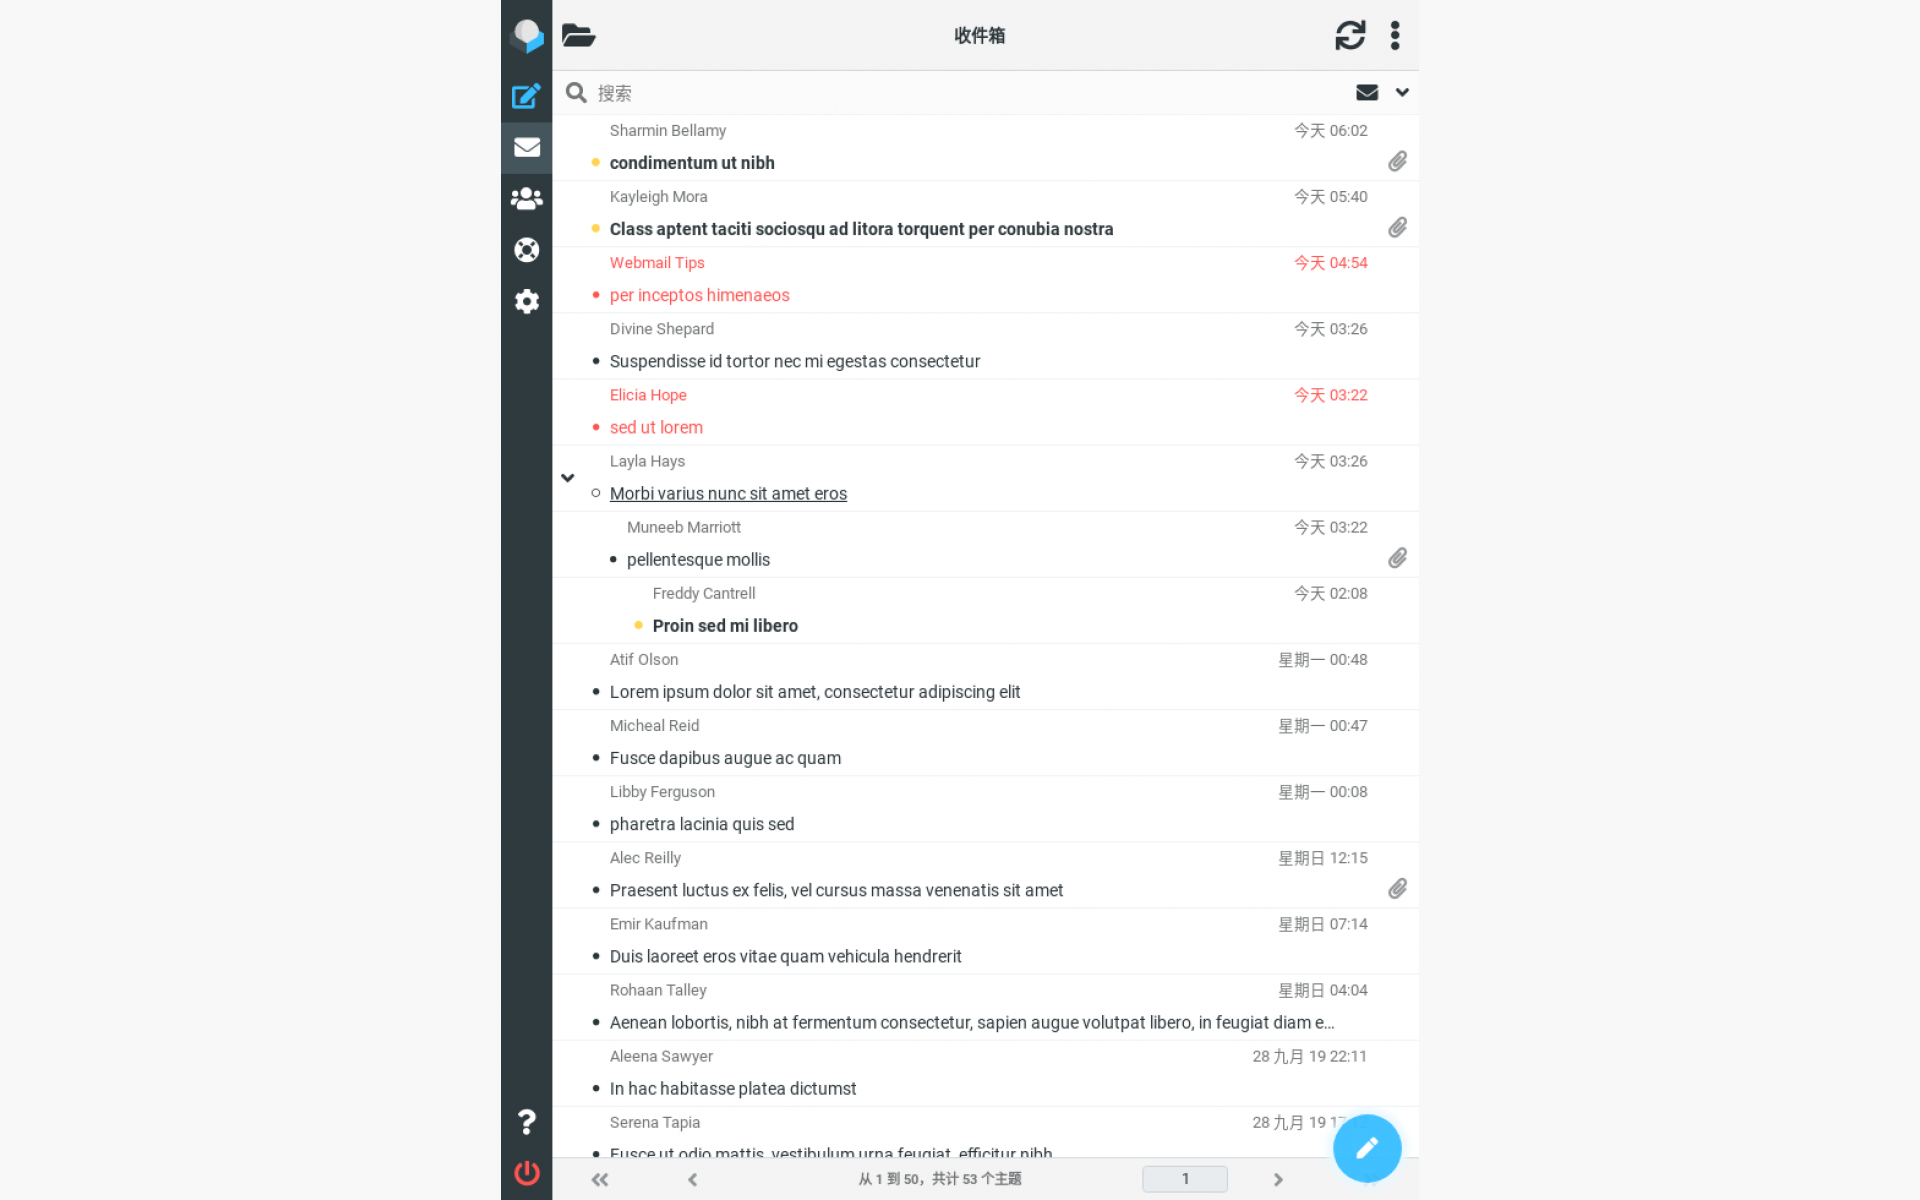 收件箱
搜索
Sharmin Bellamy 今天 06:02
condimentum ut nibh
Kayleigh Mora 今天 05:40
Class aptent taciti sociosqu ad litora torquent per conubia nostra
Webmail Tips 今天 04:54
per inceptos himenaeos
Divine Shepard 今天 03:26
Suspendisse id tortor nec mi egestas consectetur
Elicia Hope 今天 03:22
sed ut lorem
Layla Hays 今天 03:26
Morbi varius nunc sit amet eros
Muneeb Marriott 今天 03:22
pellentesque mollis
Freddy Cantrell 今天 02:08
Proin sed mi libero
Atif Olson 星期一 00:48
Lorem ipsum dolor sit amet, consectetur adipiscing elit
Micheal Reid 星期一 00:47
Fusce dapibus augue ac quam
Libby Ferguson 星期一 00:08
pharetra lacinia quis sed
Alec Reilly 星期日 12:15
Praesent luctus ex felis, vel cursus massa venenatis sit amet
Emir Kaufman 星期日 07:14
Duis laoreet eros vitae quam vehicula hendrerit
Rohaan Talley 星期日 04:04
Aenean lobortis, nibh at fermentum consectetur, sapien augue volutpat libero, in feugiat diam e...
Aleena Sawyer 28 九月 19 22:11
In hac habitasse platea dictumst
Serena Tapia 28 九月 19
Fusce ut odio mattis, vestibulum urna feugiat, efficitur nibh
从 1 到 50，共计 53 个主题 1